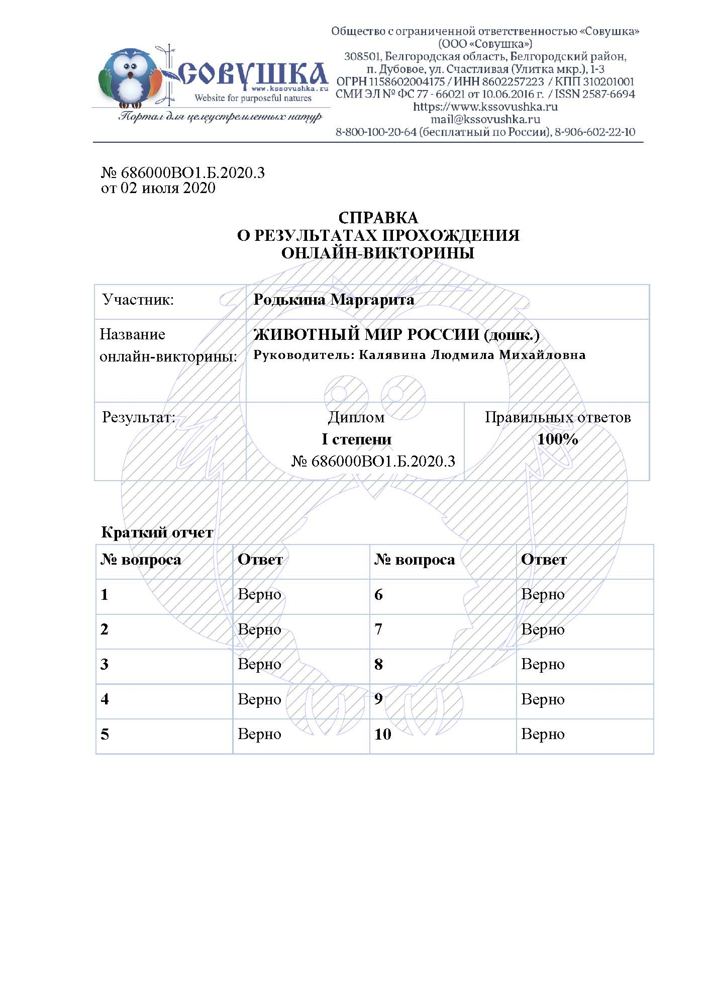 СОВУШКА
www.kssovushka.ru
Website for purposeful natures
Портал для целеустремленных натур
Общество с ограниченной ответственностью «Совушка»
(ООО «Совушка»)
308501, Белгородская область, Белгородский район,
п. Дубовое, ул. Счастливая (Улитка мкр.), 1-3
ОГРН 1158602004175 / ИНН 8602257223 / КПП 310201001
СМИ ЭЛ № ФС 77 - 66021 от 10.06.2016 г. / ISSN 2587-6694
https://www.kssovushka.ru
mail@kssovushka.ru
8-800-100-20-64 (бесплатный по России), 8-906-602-22-10
№ 686000ВО1.Б.2020.3
от 02 июля 2020
СПРАВКА
О РЕЗУЛЬТАТАХ ПРОХОЖДЕНИЯ
ОНЛАЙН-ВИКТОРИНЫ
Участник: Родькина Маргарита
Название ЖИВОТНЫЙ МИР РОССИИ (дошк.)
онлайн-викторины: Руководитель: Калявина Людмила Михайловна
Результат: Диплом Правильных ответов
I степени 100%
№ 686000ВО1.Б.2020.3
Краткий отчет
№ вопроса Ответ № вопроса Ответ
1 Верно 6 Верно
2 Верно 7 Верно
3 Верно 8 Верно
4 Верно 9 Верно
5 Верно 10 Верно